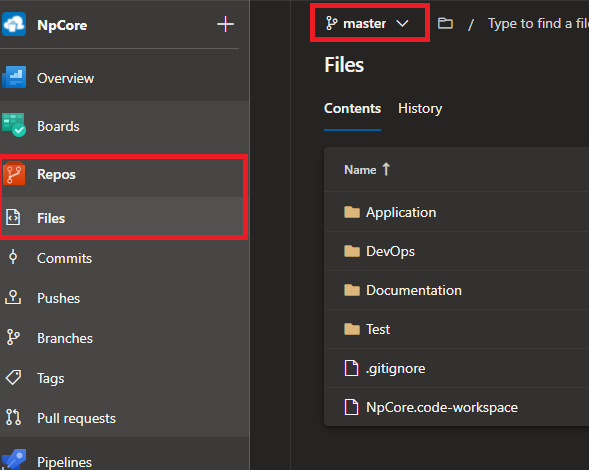 NpCore
Overview
Boards
Repos
Files
Commits
Pushes
Branches
Tags
Pull requests
Pipelines
master / Type to find a file
Files
Contents History
Name
Application
DevOps
Documentation
Test
.gitignore
NpCore.code-workspace